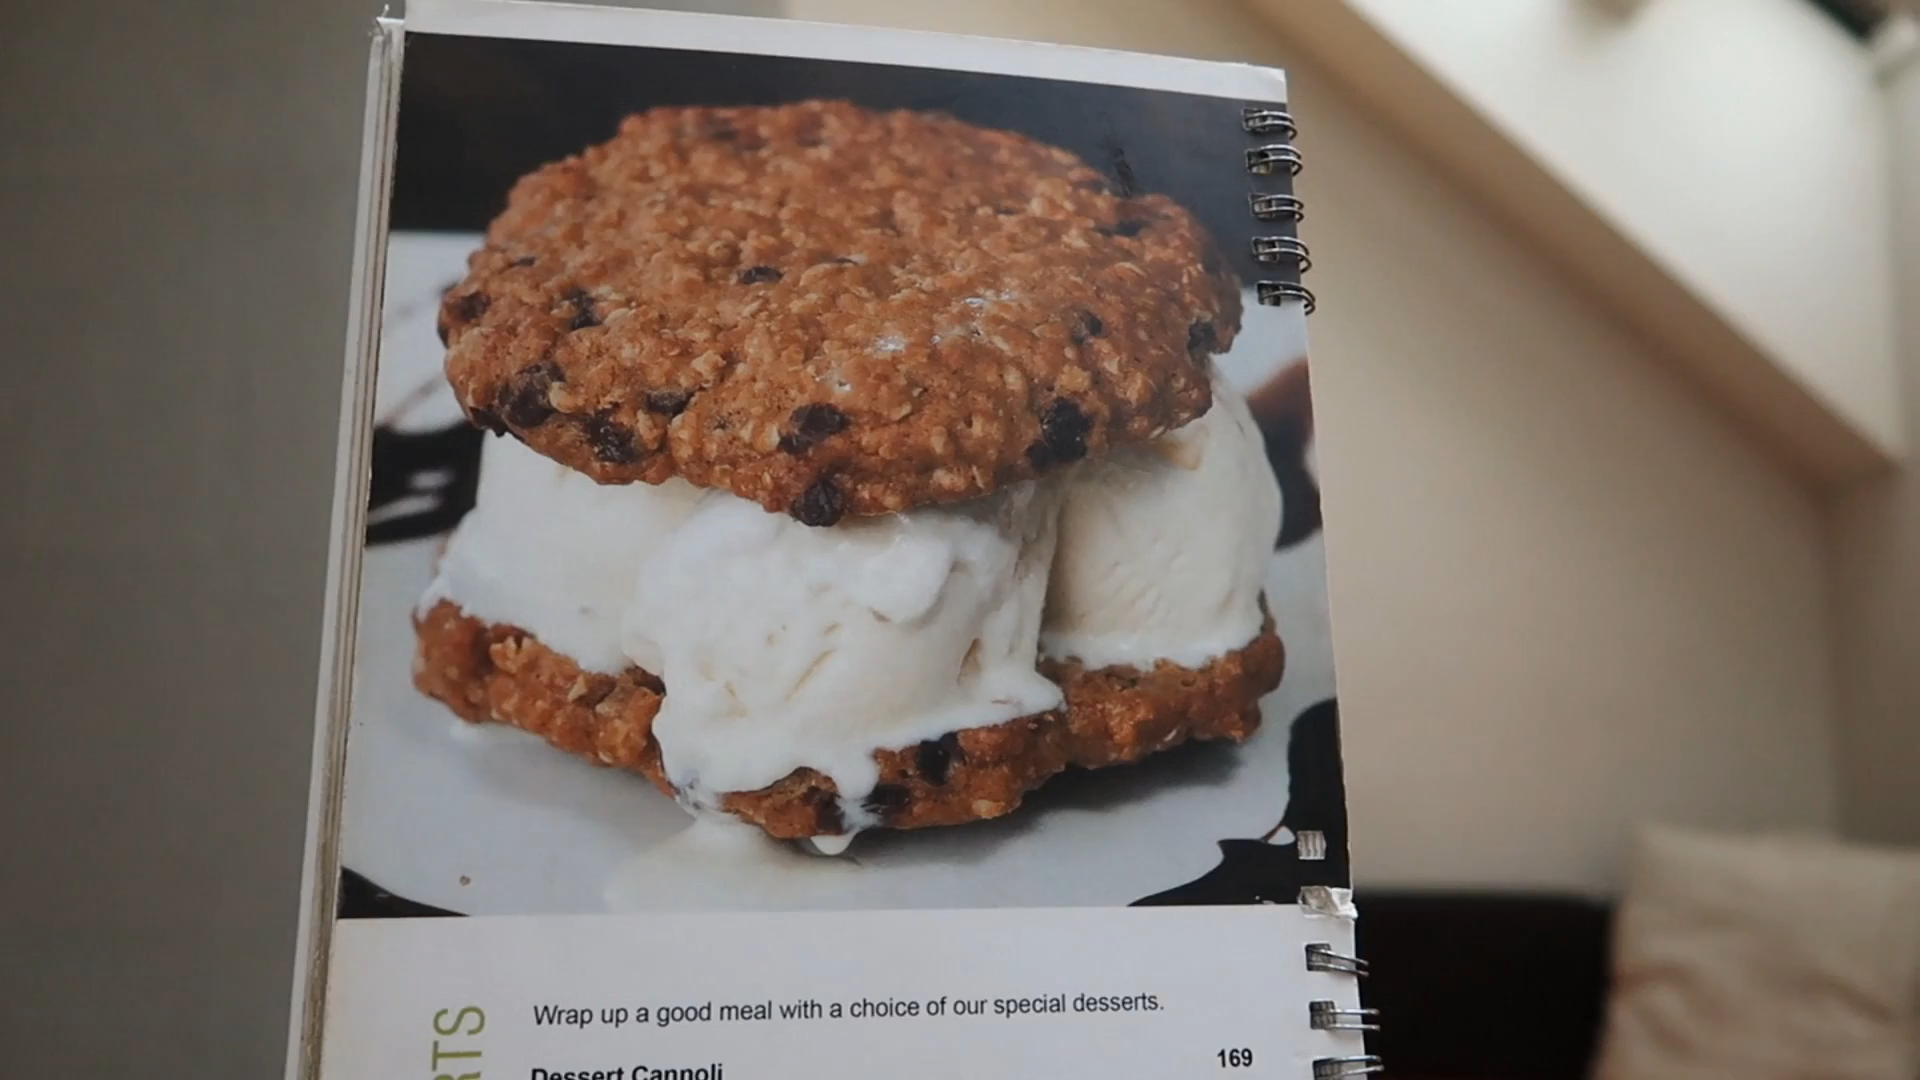 Wrap up a good meal with a choice of our special desserts.
RTS
Dessert Cannoli 169